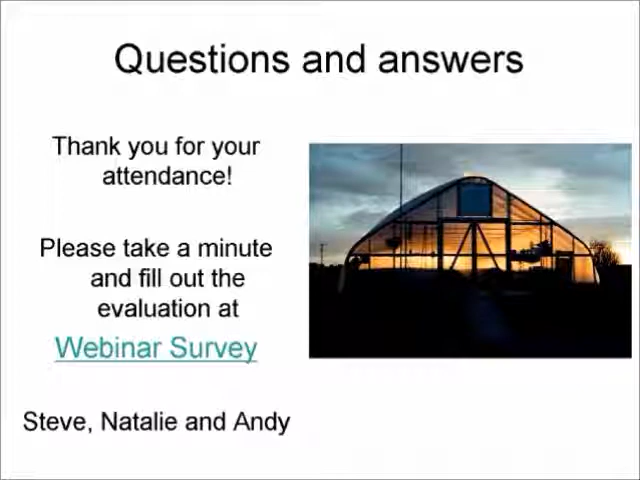 Questions and answers
Thank you for your
attendance!
Please take a minute
and fill out the
evaluation at
Webinar Survey
Steve, Natalie and Andy